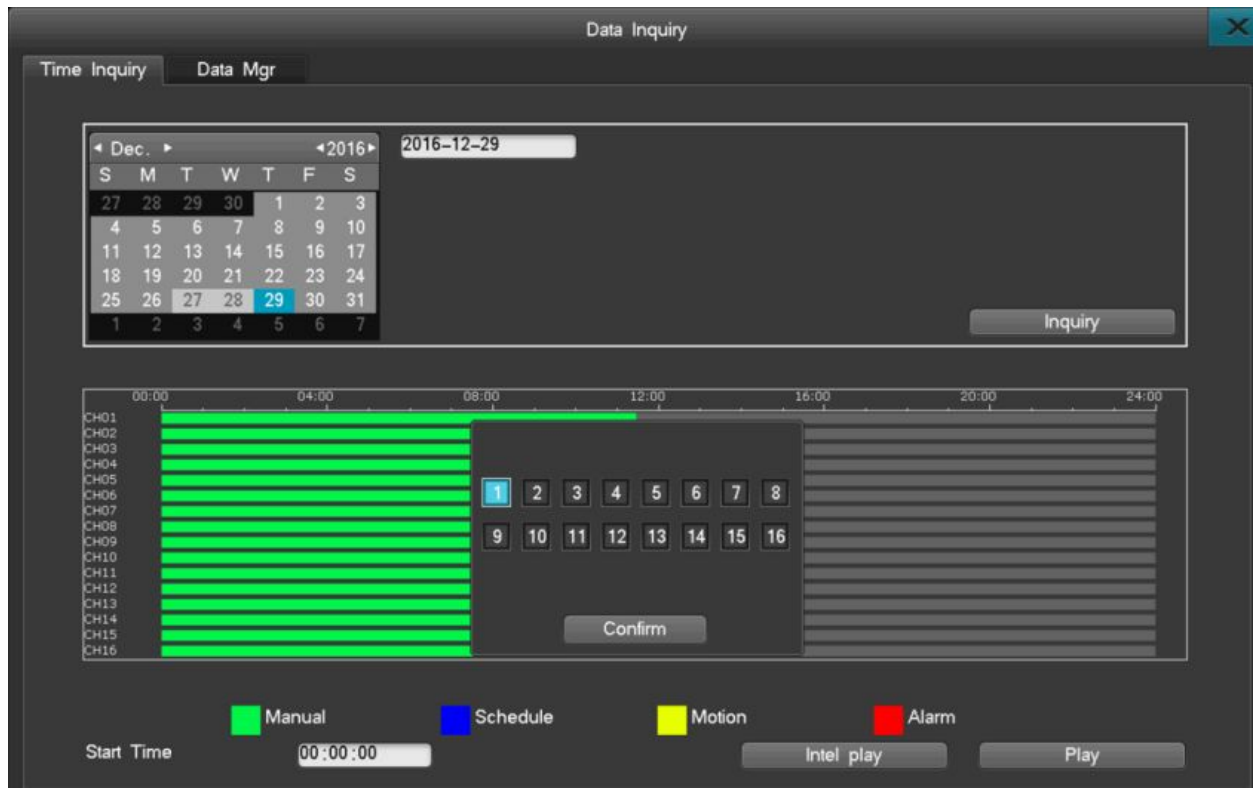 Data Inquiry
Time Inquiry Data Mgr
Dec. 2016 2016-12-29
S M T W T F S
27 28 29 30 1 2 3
4 5 6 7 8 9 10
11 12 13 14 15 16 17
18 19 20 21 22 23 24
25 26 27 28 29 30 31
1 2 3 4 5 6 7
Inquiry
00:00 04:00 08:00 12:00 16:00 20:00 24:00
CH01
CH02
CH03
CH04
CH05
CH06
CH07
CH08
CH09
CH10
CH11
CH12
CH13
CH14
CH15
CH16
1 2 3 4 5 6 7 8
9 10 11 12 13 14 15 16
Confirm
Manual Schedule Motion Alarm
Start Time 00:00:00 Intel play Play